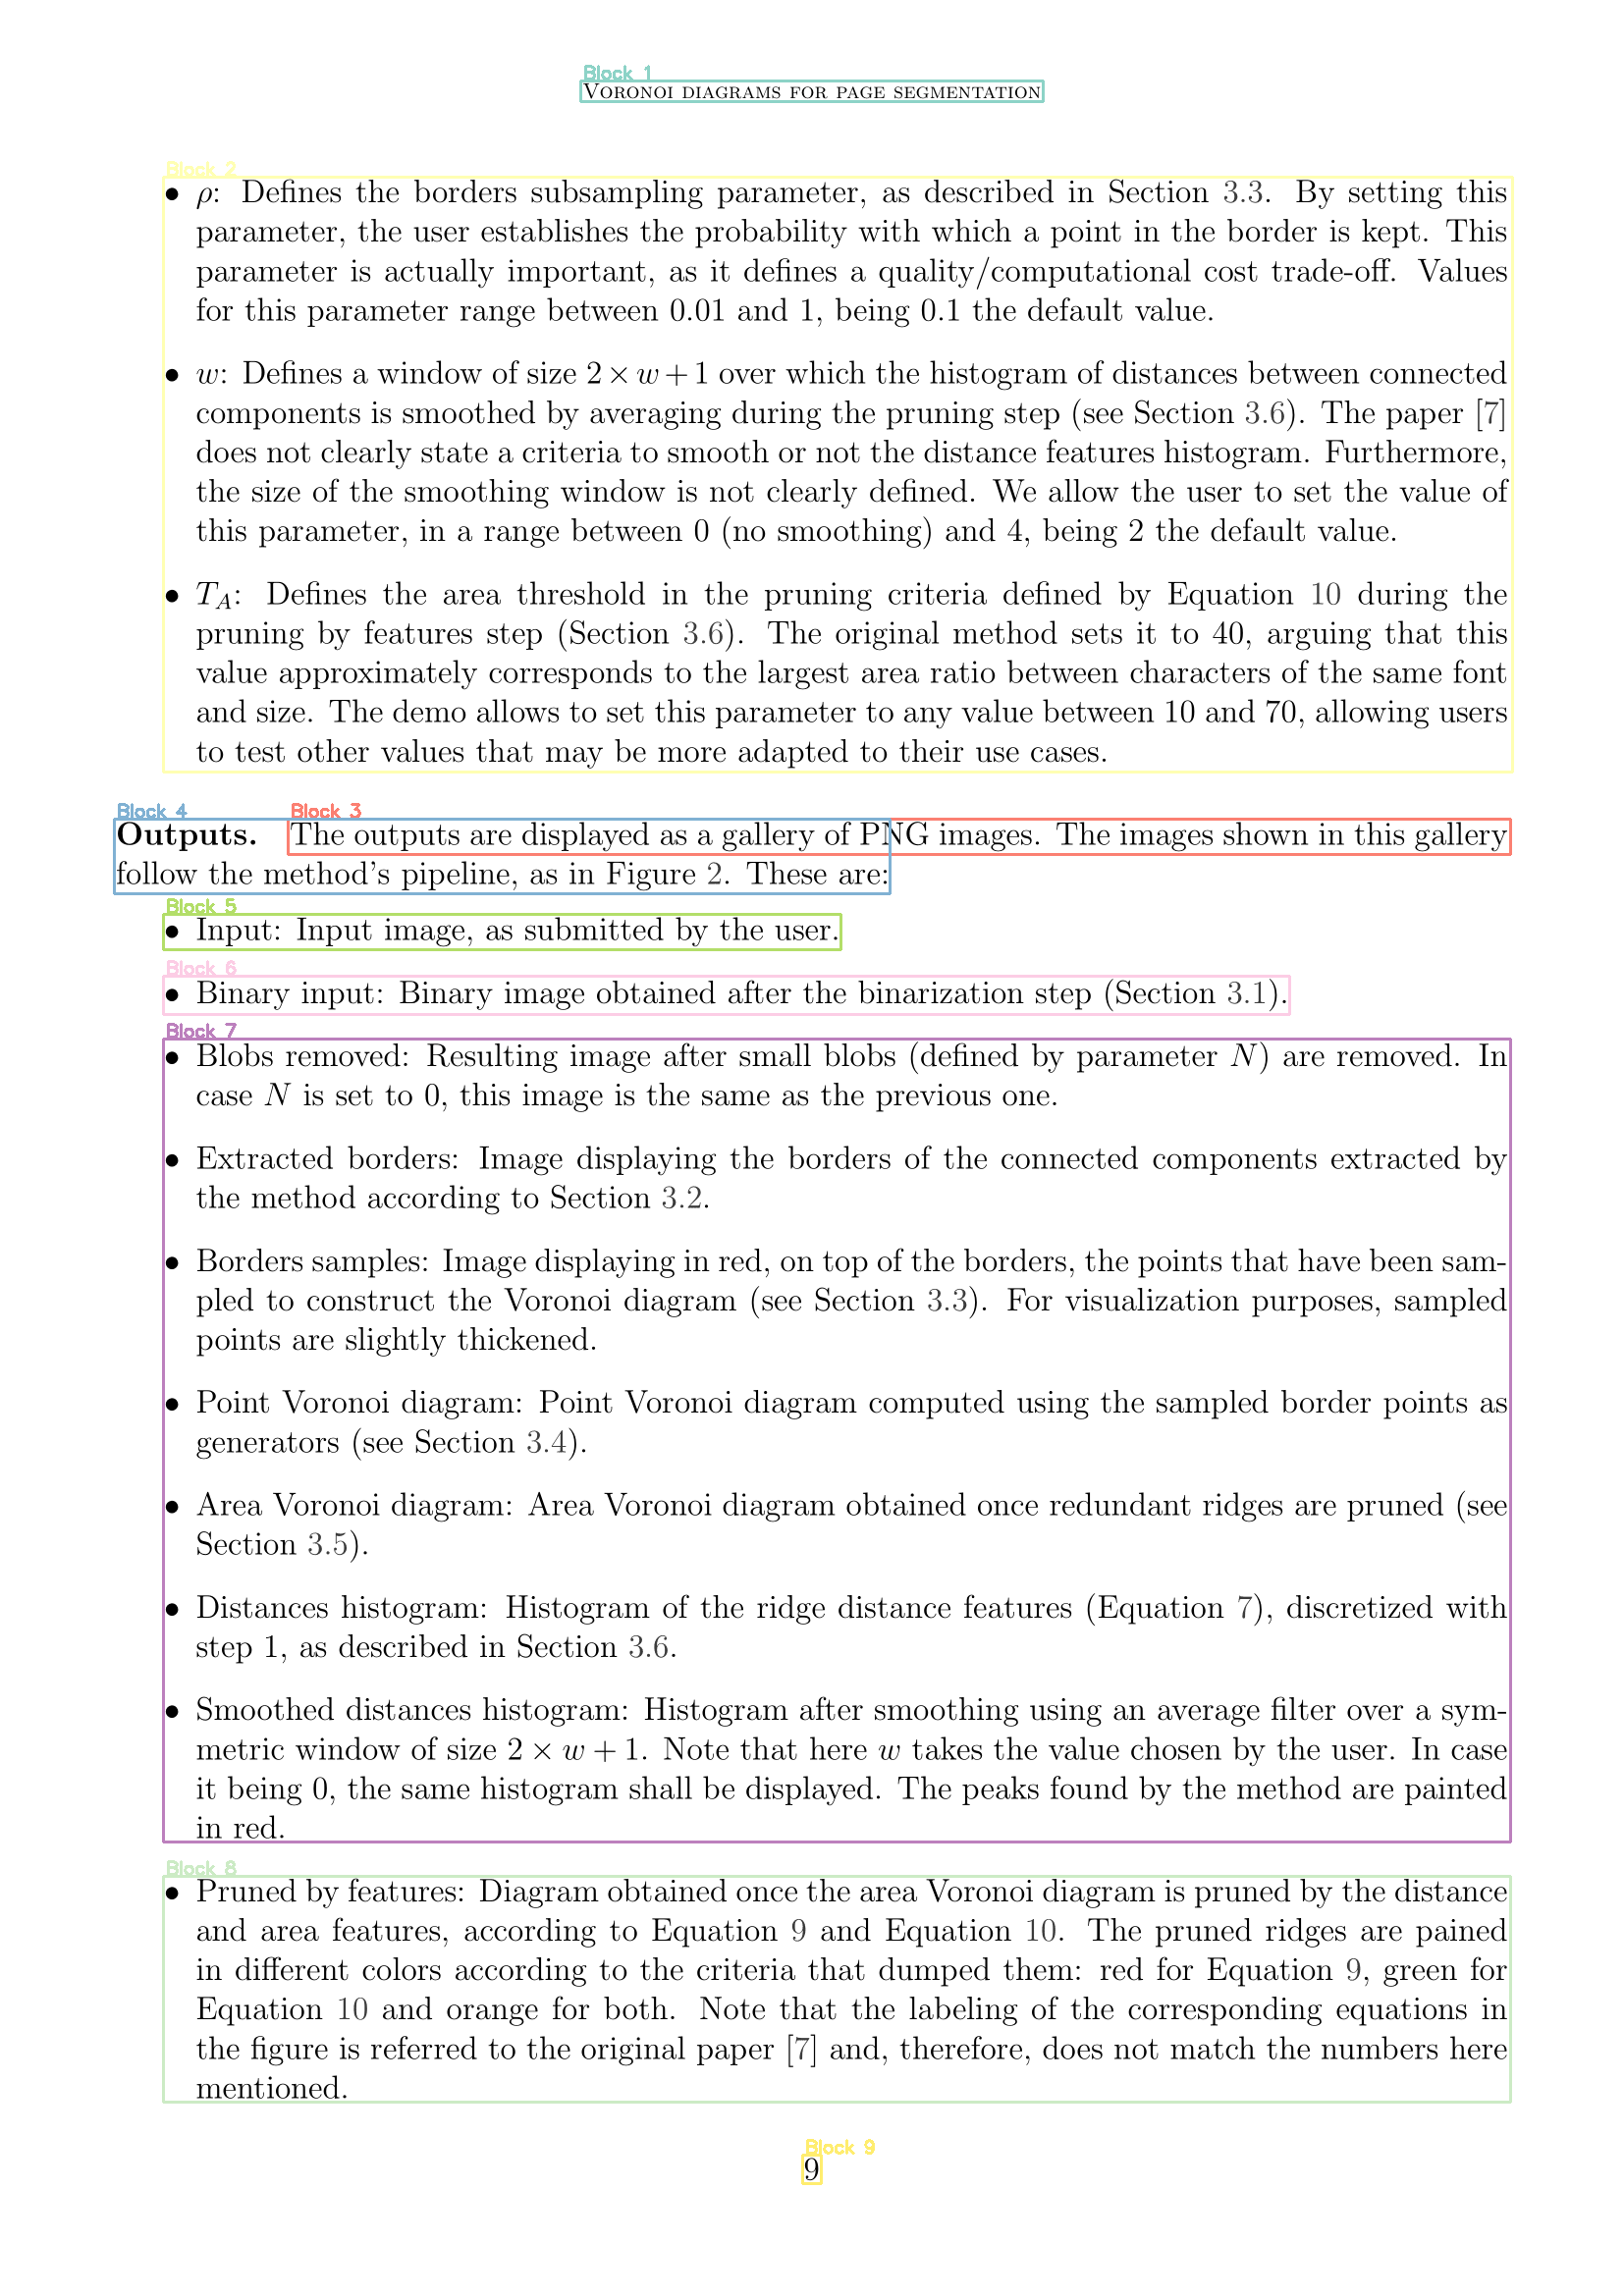 Block 1
VORONOI DIAGRAMS FOR PAGE SEGMENTATION
Block 2
• ρ: Defines the borders subsampling parameter, as described in Section 3.3. By setting this
parameter, the user establishes the probability with which a point in the border is kept. This
parameter is actually important, as it defines a quality/computational cost trade-off. Values
for this parameter range between 0.01 and 1, being 0.1 the default value.
• w: Defines a window of size 2 × w + 1 over which the histogram of distances between connected
components is smoothed by averaging during the pruning step (see Section 3.6). The paper [7]
does not clearly state a criteria to smooth or not the distance features histogram. Furthermore,
the size of the smoothing window is not clearly defined. We allow the user to set the value of
this parameter, in a range between 0 (no smoothing) and 4, being 2 the default value.
• T_A: Defines the area threshold in the pruning criteria defined by Equation 10 during the
pruning by features step (Section 3.6). The original method sets it to 40, arguing that this
value approximately corresponds to the largest area ratio between characters of the same font
and size. The demo allows to set this parameter to any value between 10 and 70, allowing users
to test other values that may be more adapted to their use cases.
Block 4 Block 3
Outputs. The outputs are displayed as a gallery of PNG images. The images shown in this gallery
follow the method's pipeline, as in Figure 2. These are:
Block 5
• Input: Input image, as submitted by the user.
Block 6
• Binary input: Binary image obtained after the binarization step (Section 3.1).
Block 7
• Blobs removed: Resulting image after small blobs (defined by parameter N) are removed. In
case N is set to 0, this image is the same as the previous one.
• Extracted borders: Image displaying the borders of the connected components extracted by
the method according to Section 3.2.
• Borders samples: Image displaying in red, on top of the borders, the points that have been sam-
pled to construct the Voronoi diagram (see Section 3.3). For visualization purposes, sampled
points are slightly thickened.
• Point Voronoi diagram: Point Voronoi diagram computed using the sampled border points as
generators (see Section 3.4).
• Area Voronoi diagram: Area Voronoi diagram obtained once redundant ridges are pruned (see
Section 3.5).
• Distances histogram: Histogram of the ridge distance features (Equation 7), discretized with
step 1, as described in Section 3.6.
• Smoothed distances histogram: Histogram after smoothing using an average filter over a sym-
metric window of size 2 × w + 1. Note that here w takes the value chosen by the user. In case
it being 0, the same histogram shall be displayed. The peaks found by the method are painted
in red.
Block 8
• Pruned by features: Diagram obtained once the area Voronoi diagram is pruned by the distance
and area features, according to Equation 9 and Equation 10. The pruned ridges are pained
in different colors according to the criteria that dumped them: red for Equation 9, green for
Equation 10 and orange for both. Note that the labeling of the corresponding equations in
the figure is referred to the original paper [7] and, therefore, does not match the numbers here
mentioned.
Block 9
9